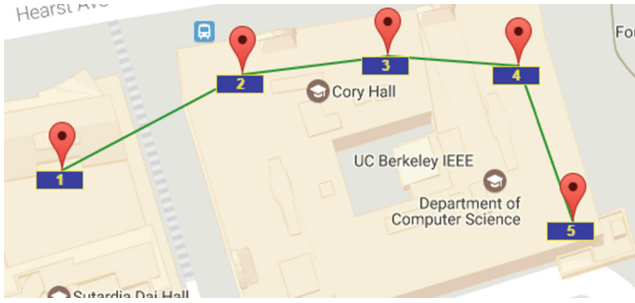 Hearst Ave
Fo
2
3
4
Cory Hall
1
UC Berkeley IEEE
Department of
Computer Science
5
Sutardja Dai Hall